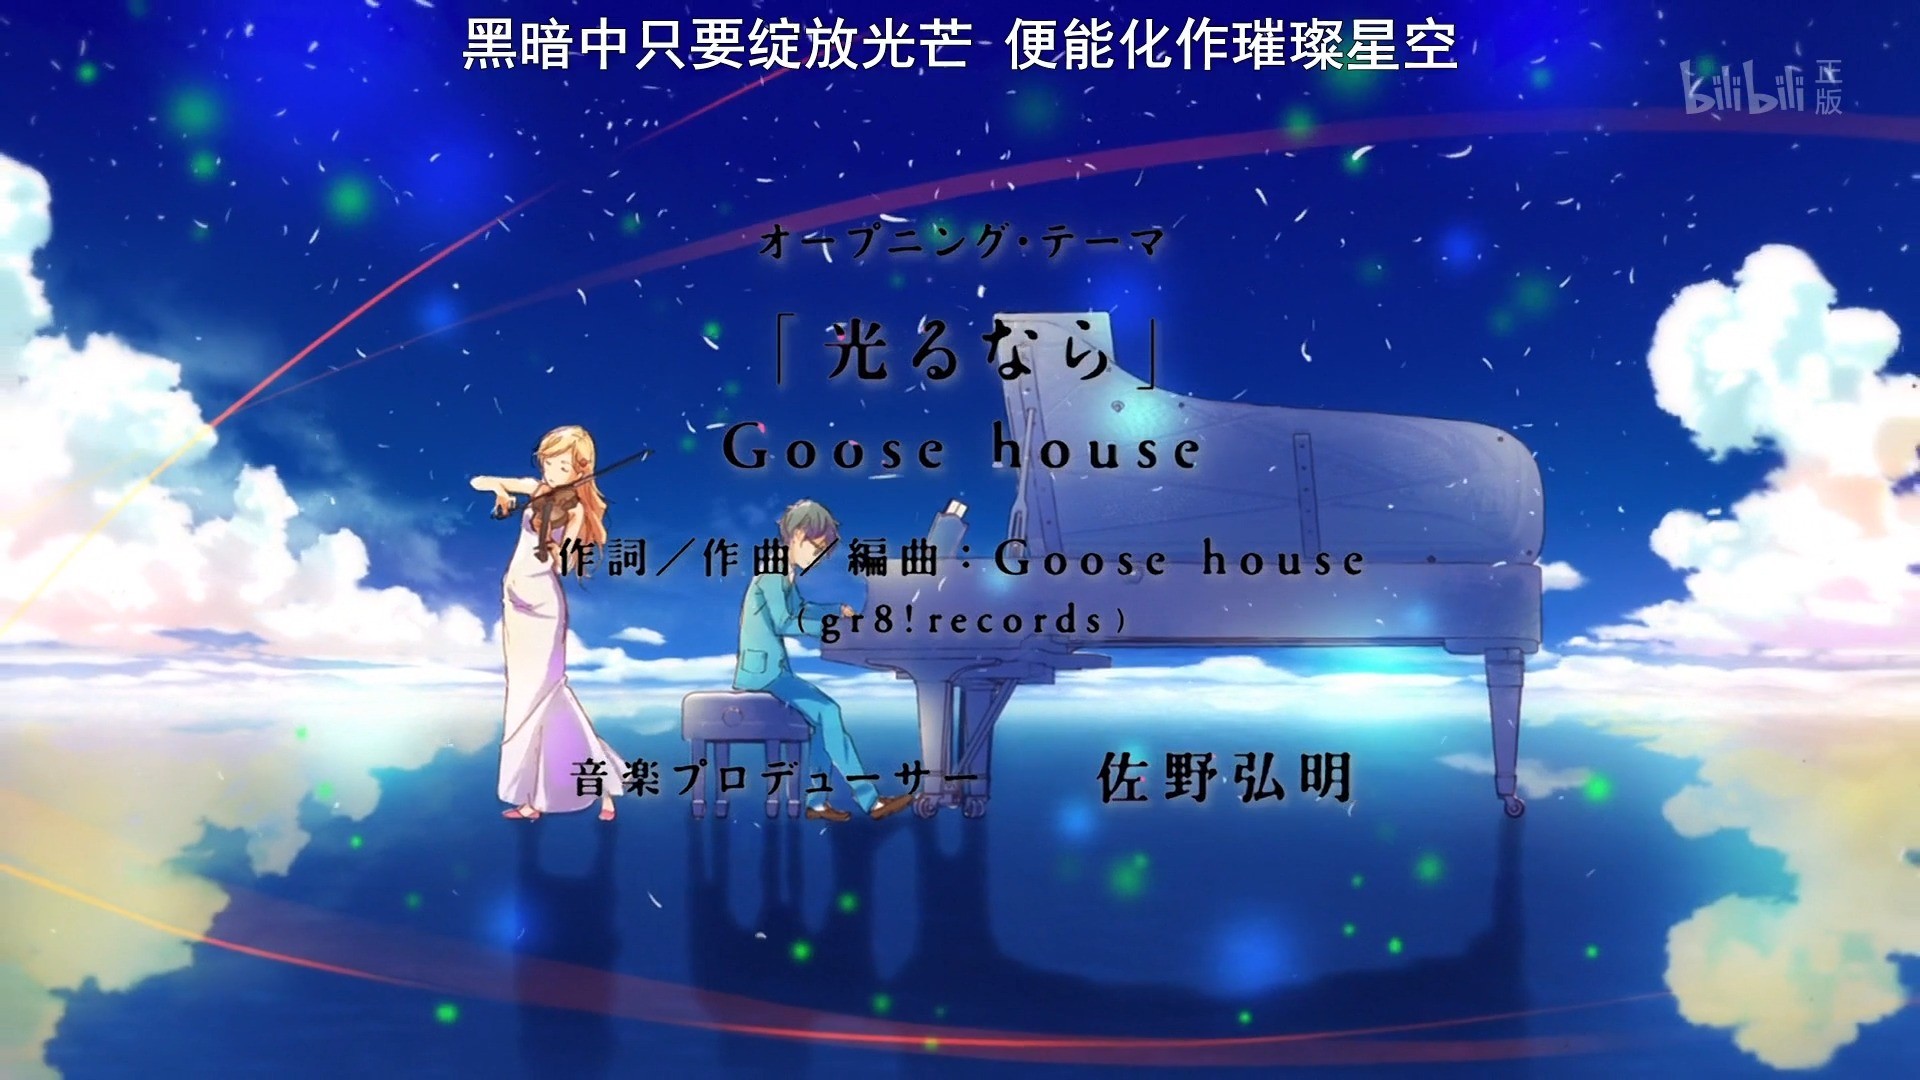 黑暗中只要绽放光芒 便能化作璀璨星空
bilibili 正版
オープニング・テーマ
「光るなら」
Goose house
作詞／作曲／編曲：Goose house
(gr8!records)
音楽プロデューサー 佐野弘明